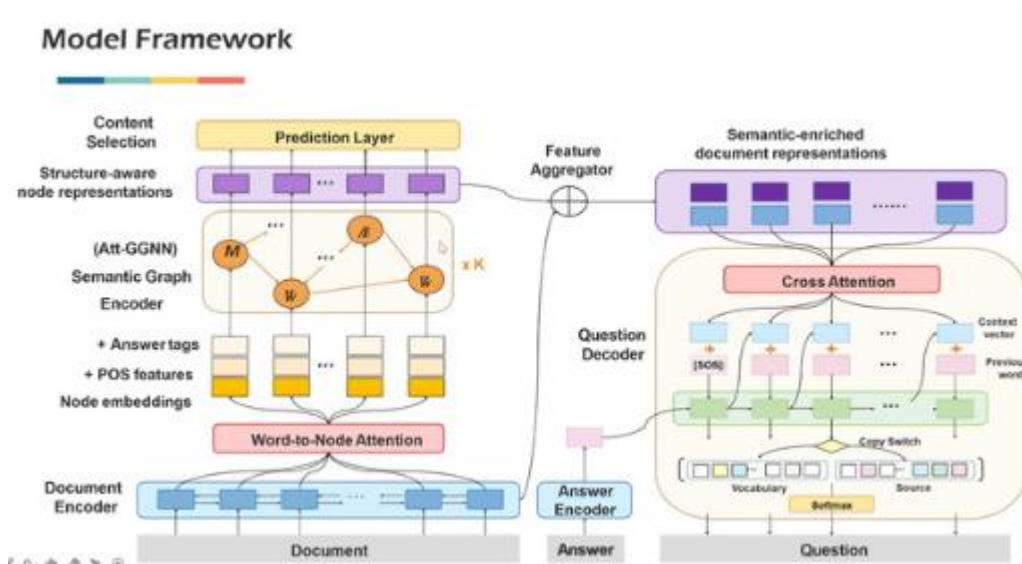 Model Framework
Content
Selection
Prediction Layer
Structure-aware
node representations
...
Feature
Aggregator
Semantic-enriched
document representations
......
(Att-GGNN)
Semantic Graph
Encoder
M
...
...
W
W
x K
Cross Attention
Question
Decoder
Context
vector
...
+
+
+
+
[SOS]
Previou
word
...
+ Answer tags
+ POS features
Node embeddings
...
Word-to-Node Attention
Copy Switch
Vocabulary
Source
Softmax
Document
Encoder
...
Answer
Encoder
Document
Answer
Question